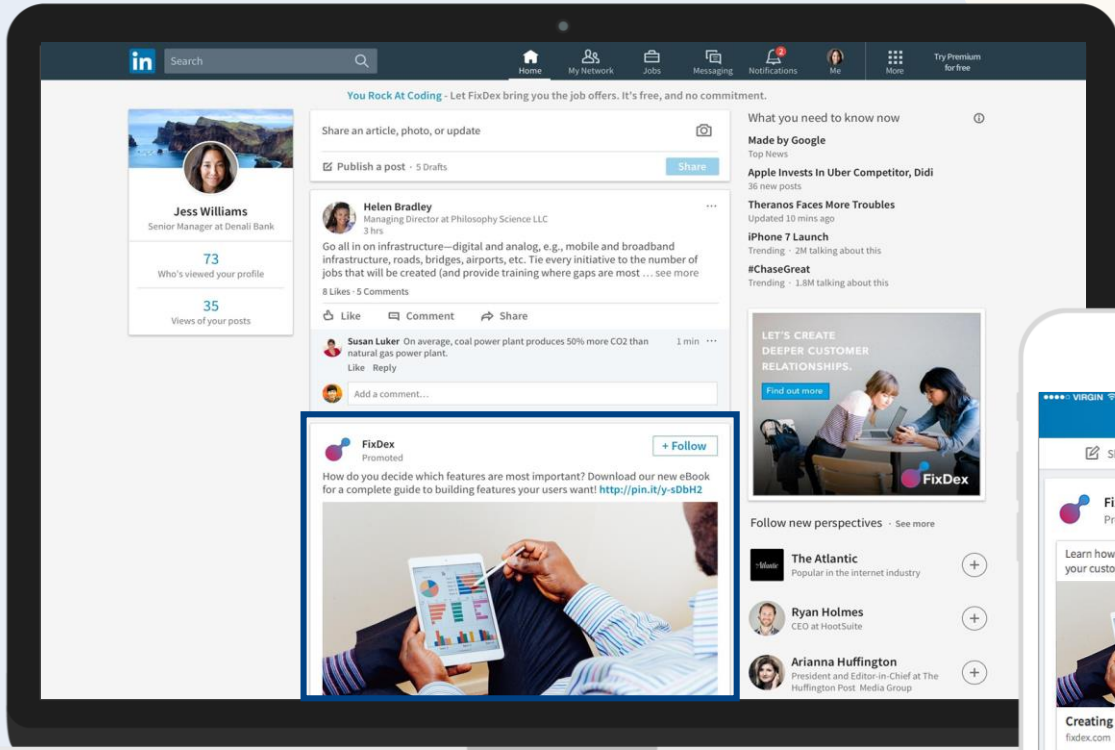 in
Search
Home
My Network
Jobs
Messaging
2
Notifications
Me
More
Try Premium
for free
You Rock At Coding - Let FixDex bring you the job offers. It's free, and no commitment.
Jess Williams
Senior Manager at Denali Bank
73
Who's viewed your profile
35
Views of your posts
Share an article, photo, or update
Publish a post · 5 Drafts
Share
Helen Bradley
Managing Director at Philosophy Science LLC
3 hrs
Go all in on infrastructure—digital and analog, e.g., mobile and broadband
infrastructure, roads, bridges, airports, etc. Tie every initiative to the number of
jobs that will be created (and provide training where gaps are most … see more
8 Likes · 5 Comments
Like Comment Share
Susan Luker On average, coal power plant produces 50% more CO2 than
natural gas power plant.
1 min
Like Reply
Add a comment…
FixDex
Promoted
+ Follow
How do you decide which features are most important? Download our new eBook
for a complete guide to building features your users want! http://pin.it/y-sDbH2
What you need to know now
Made by Google
Top News
Apple Invests In Uber Competitor, Didi
36 new posts
Theranos Faces More Troubles
Updated 10 mins ago
iPhone 7 Launch
Trending · 2M talking about this
#ChaseGreat
Trending · 1.8M talking about this
LET'S CREATE
DEEPER CUSTOMER
RELATIONSHIPS.
Find out more
FixDex
Follow new perspectives · See more
Atlantic
The Atlantic
Popular in the internet industry
Ryan Holmes
CEO at HootSuite
Arianna Huffington
President and Editor-in-Chief at The
Huffington Post Media Group
VIRGIN
Learn how
your
Creating
fixdex.com